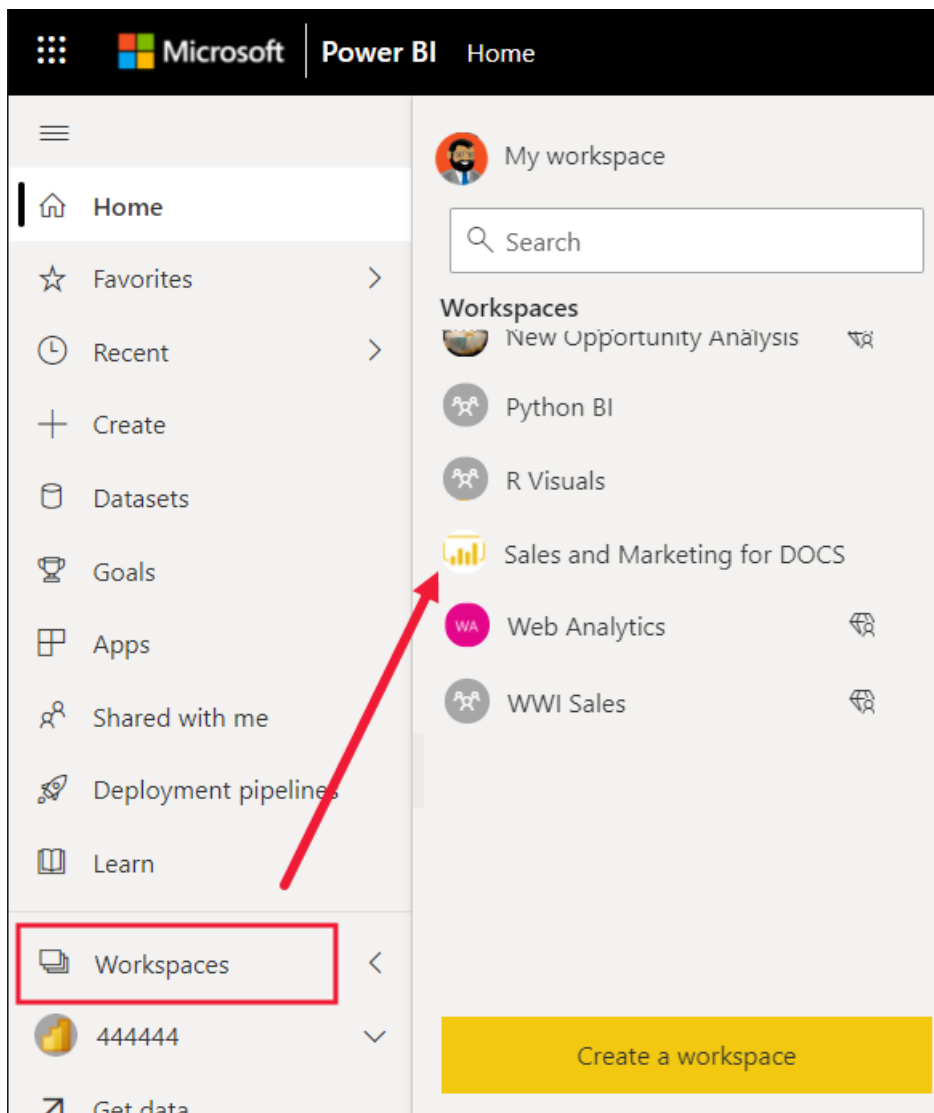 Microsoft Power BI Home
My workspace
Home
Search
Favorites
Workspaces
New Opportunity Analysis
Recent
Python BI
Create
R Visuals
Datasets
Sales and Marketing for DOCS
Goals
WA Web Analytics
Apps
WWI Sales
Shared with me
Deployment pipelines
Learn
Workspaces
444444
Create a workspace
Get data